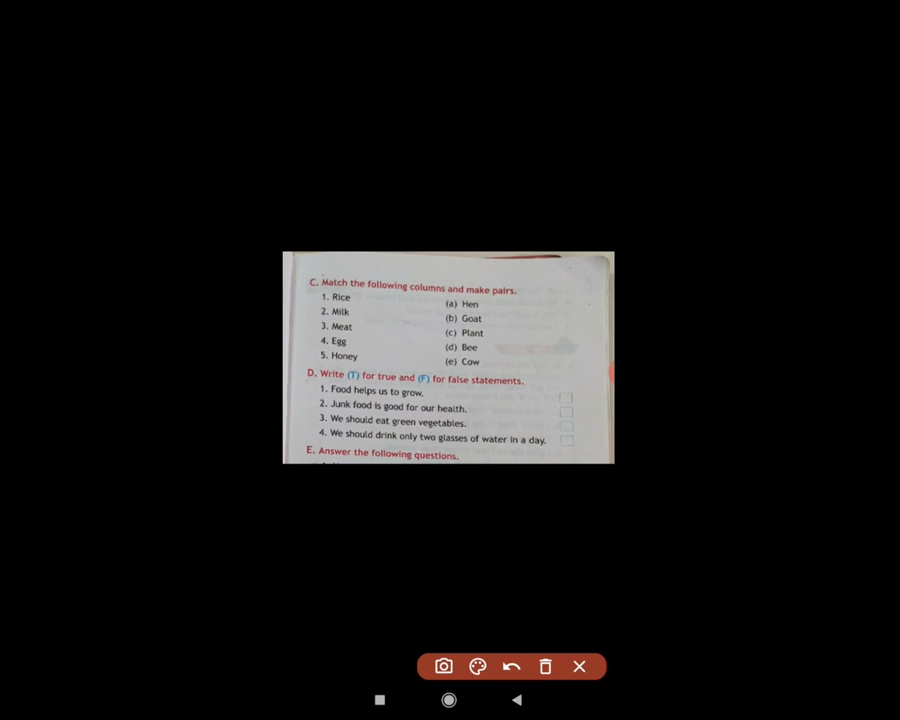 C. Match the following columns and make pairs.
1. Rice (a) Hen
2. Milk (b) Goat
3. Meat (c) Plant
4. Egg (d) Bee
5. Honey (e) Cow
D. Write (T) for true and (F) for false statements.
1. Food helps us to grow.
2. Junk food is good for our health.
3. We should eat green vegetables.
4. We should drink only two glasses of water in a day.
E. Answer the following questions.